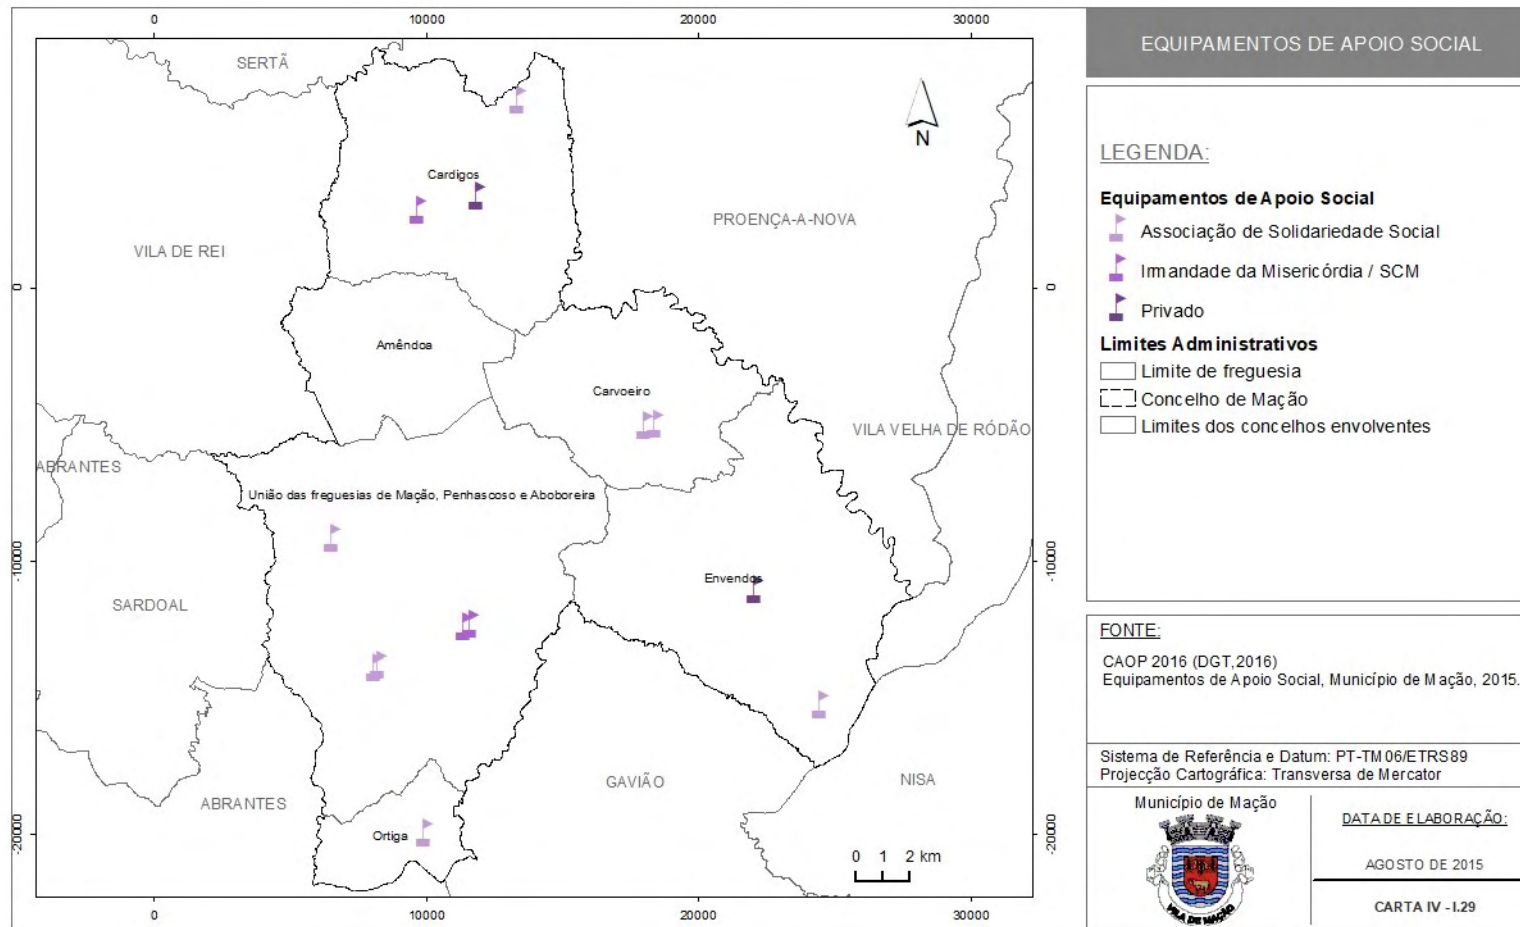 0 10000 20000 30000
EQUIPAMENTOS DE APOIO SOCIAL
SERTÃ
N
Cardigos
PROENÇA-A-NOVA
VILA DE REI
0 0
Amêndoa
Carvoeiro
VILA VELHA DE RÓDÃO
ABRANTES
União das freguesias de Mação, Penhascoso e Aboboreira
-10000 -10000
Envendos
SARDOAL
GAVIÃO
NISA
ABRANTES
Ortiga
-20000 -20000
0 1 2 km
0 10000 20000 30000
LEGENDA:
Equipamentos de Apoio Social
Associação de Solidariedade Social
Irmandade da Misericórdia / SCM
Privado
Limites Administrativos
Limite de freguesia
Concelho de Mação
Limites dos concelhos envolventes
FONTE:
CAOP 2016 (DGT,2016)
Equipamentos de Apoio Social, Município de Mação, 2015.
Sistema de Referência e Datum: PT-TM06/ETRS89
Projecção Cartográfica: Transversa de Mercator
Município de Mação
VILA DE MAÇÃO
DATA DE ELABORAÇÃO:
AGOSTO DE 2015
CARTA IV - I.29